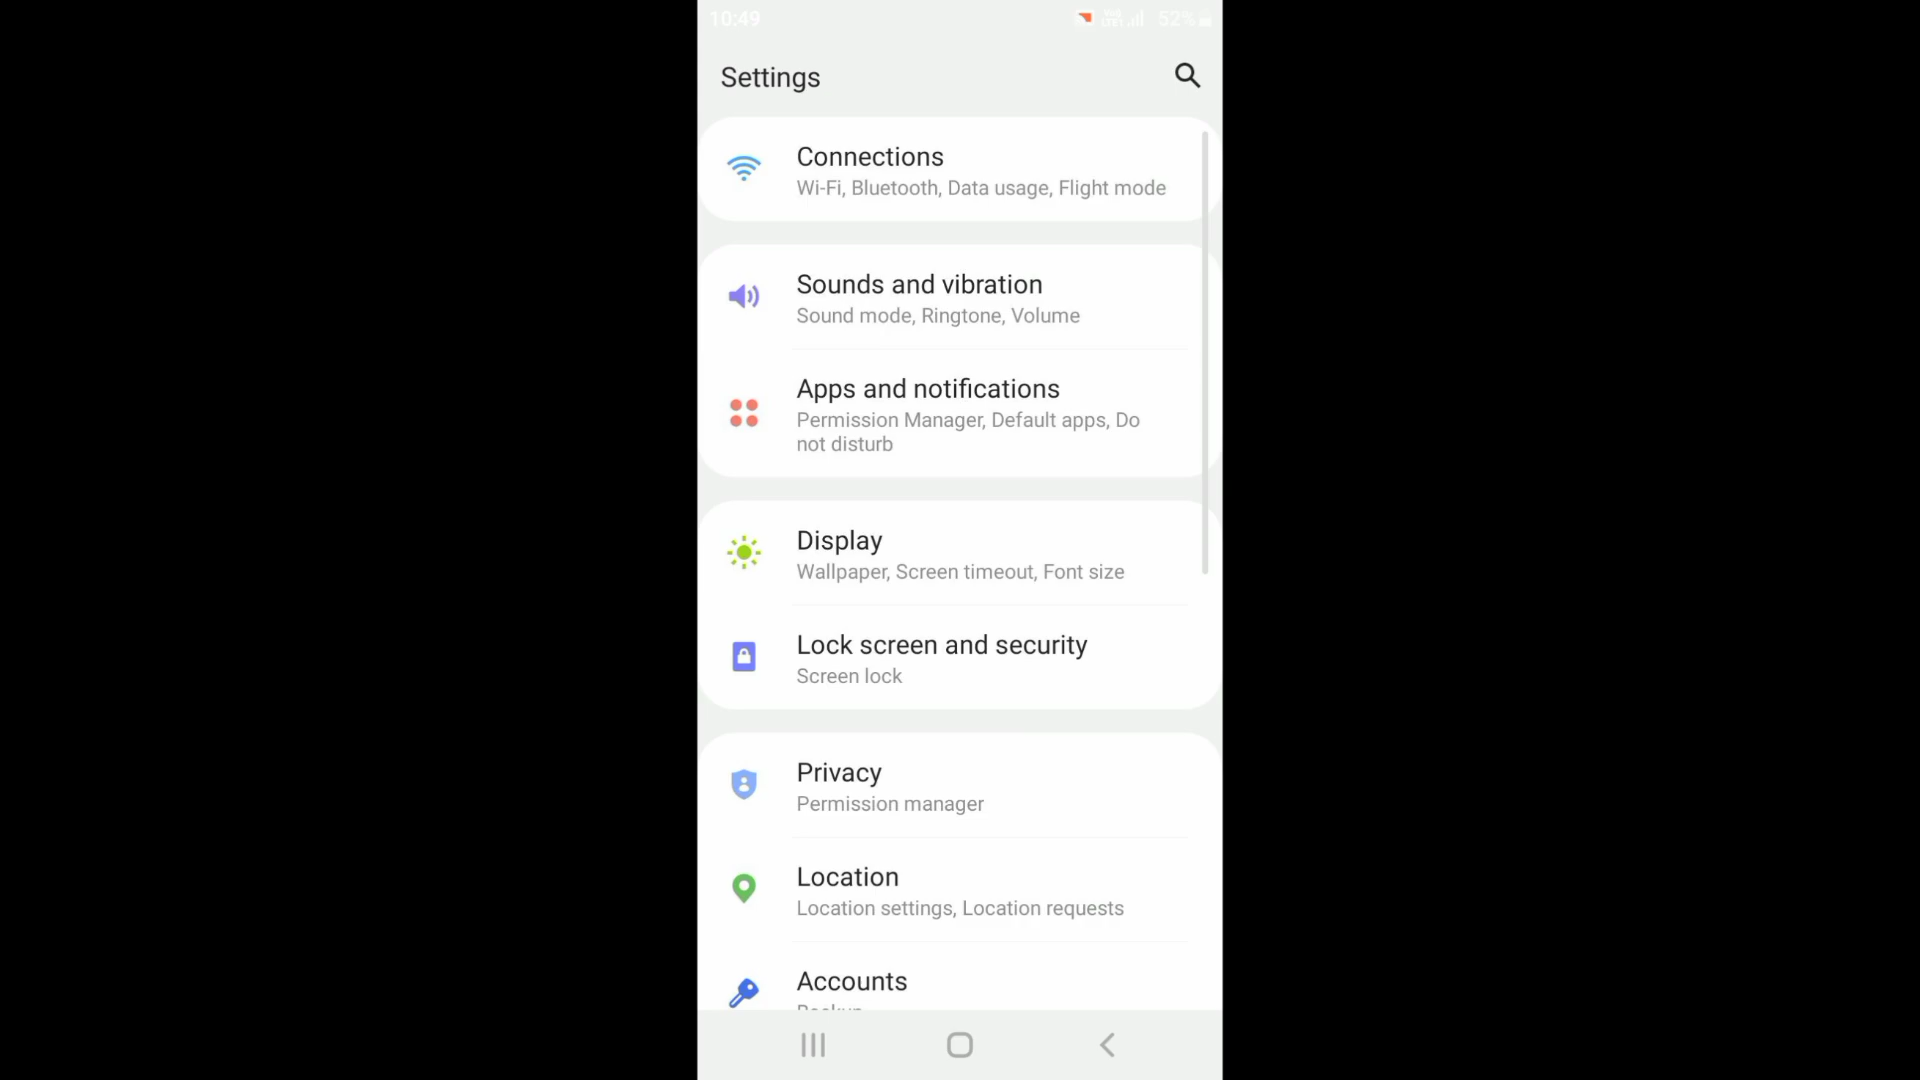 10:49
52%
Settings
Connections
Wi-Fi, Bluetooth, Data usage, Flight mode
Sounds and vibration
Sound mode, Ringtone, Volume
Apps and notifications
Permission Manager, Default apps, Do
not disturb
Display
Wallpaper, Screen timeout, Font size
Lock screen and security
Screen lock
Privacy
Permission manager
Location
Location settings, Location requests
Accounts